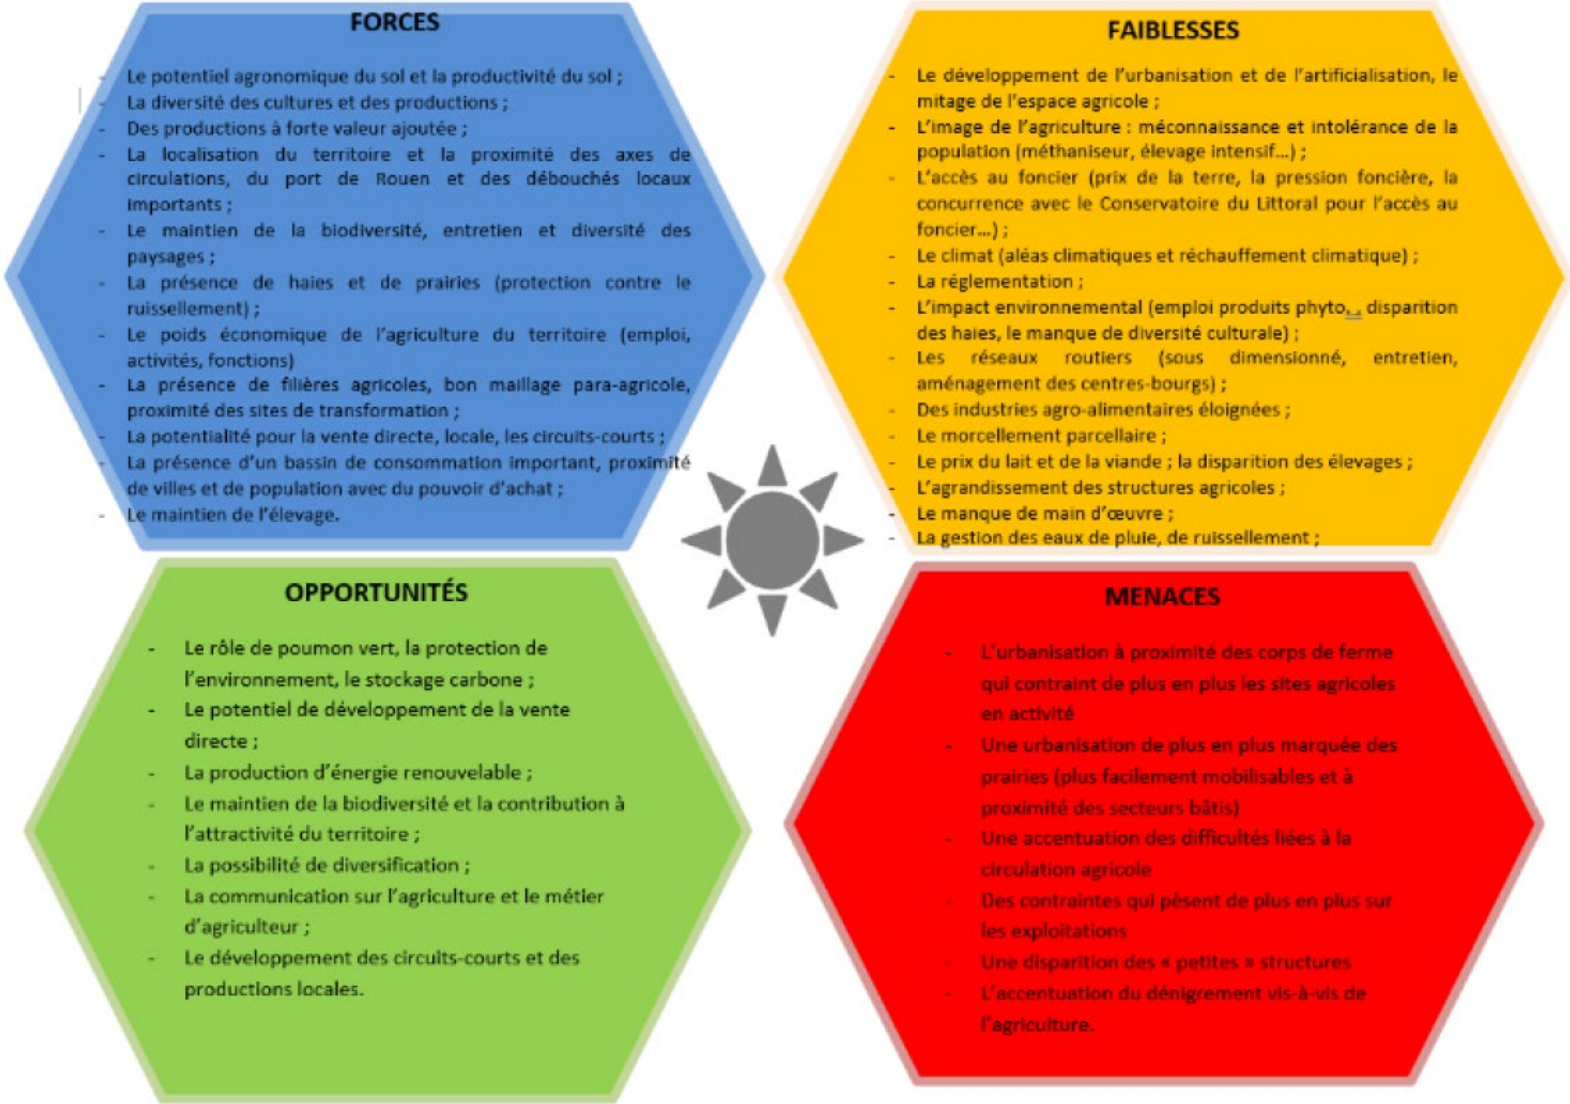 FORCES
- Le potentiel agronomique du sol et la productivité du sol ;
- La diversité des cultures et des productions ;
- Des productions à forte valeur ajoutée ;
- La localisation du territoire et la proximité des axes de
circulations, du port de Rouen et des débouchés locaux
importants ;
- Le maintien de la biodiversité, entretien et diversité des
paysages ;
- La présence de haies et de prairies (protection contre le
ruissellement) ;
- Le poids économique de l'agriculture du territoire (emploi,
activités, fonctions)
- La présence de filières agricoles, bon maillage para-agricole,
proximité des sites de transformation ;
- La potentialité pour la vente directe, locale, les circuits-courts ;
- La présence d'un bassin de consommation important, proximité
de villes et de population avec du pouvoir d'achat ;
- Le maintien de l'élevage.
FAIBLESSES
- Le développement de l'urbanisation et de l'artificialisation, le
mitage de l'espace agricole ;
- L'image de l'agriculture : méconnaissance et intolérance de la
population (méthaniseur, élevage intensif…) ;
- L'accès au foncier (prix de la terre, la pression foncière, la
concurrence avec le Conservatoire du Littoral pour l'accès au
foncier…) ;
- Le climat (aléas climatiques et réchauffement climatique) ;
- La réglementation ;
- L'impact environnemental (emploi produits phyto., disparition
des haies, le manque de diversité culturale) ;
- Les réseaux routiers (sous dimensionné, entretien,
aménagement des centres-bourgs) ;
- Des industries agro-alimentaires éloignées ;
- Le morcellement parcellaire ;
- Le prix du lait et de la viande ; la disparition des élevages ;
- L'agrandissement des structures agricoles ;
- Le manque de main d'œuvre ;
- La gestion des eaux de pluie, de ruissellement ;
OPPORTUNITÉS
- Le rôle de poumon vert, la protection de
l'environnement, le stockage carbone ;
- Le potentiel de développement de la vente
directe ;
- La production d'énergie renouvelable ;
- Le maintien de la biodiversité et la contribution à
l'attractivité du territoire ;
- La possibilité de diversification ;
- La communication sur l'agriculture et le métier
d'agriculteur ;
- Le développement des circuits-courts et des
productions locales.
MENACES
- L'urbanisation à proximité des corps de ferme
qui contraint de plus en plus les sites agricoles
en activité
- Une urbanisation de plus en plus marquée des
prairies (plus facilement mobilisables et à
proximité des secteurs bâtis)
- Une accentuation des difficultés liées à la
circulation agricole
- Des contraintes qui pèsent de plus en plus sur
les exploitations
- Une disparition des « petites » structures
- L'accentuation du dénigrement vis-à-vis de
l'agriculture.